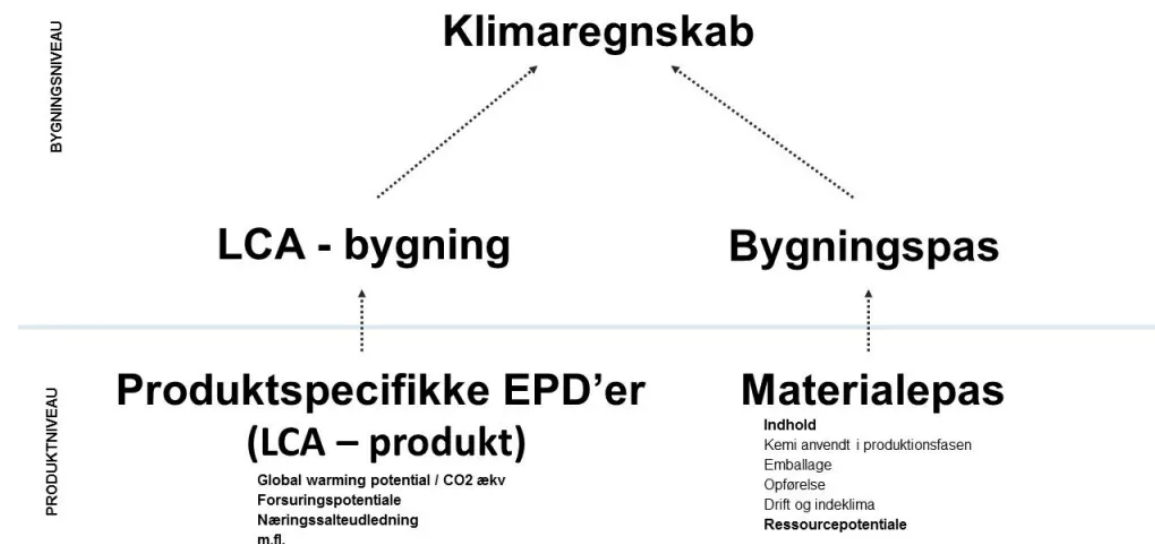 BYGNINGSNIVEAU
Klimaregnskab
LCA - bygning
Bygningspas
PRODUKTNIVEAU
Produktspecifikke EPD’er
(LCA – produkt)
Global warming potential / CO2 ækv
Forsuringspotentiale
Næringssalteudledning
m.fl.
Materialepas
Indhold
Kemi anvendt i produktionsfasen
Emballage
Opførelse
Drift og indeklima
Ressourcepotentiale